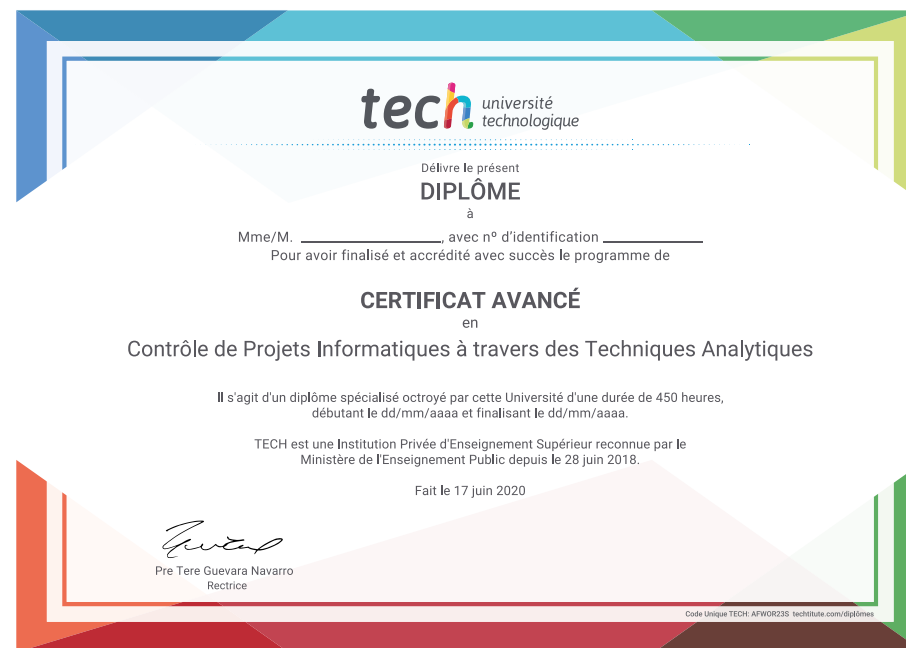 tech université
technologique
Délivre le présent
DIPLÔME
à
Mme/M. ____________________, avec nº d'identification ______________
Pour avoir finalisé et accrédité avec succès le programme de
CERTIFICAT AVANCÉ
en
Contrôle de Projets Informatiques à travers des Techniques Analytiques
Il s'agit d'un diplôme spécialisé octroyé par cette Université d'une durée de 450 heures,
débutant le dd/mm/aaaa et finalisant le dd/mm/aaaa.
TECH est une Institution Privée d'Enseignement Supérieur reconnue par le
Ministère de l'Enseignement Public depuis le 28 juin 2018.
Fait le 17 juin 2020
Pre Tere Guevara Navarro
Rectrice
Code Unique TECH: AFWOR23S techtitute.com/diplômes